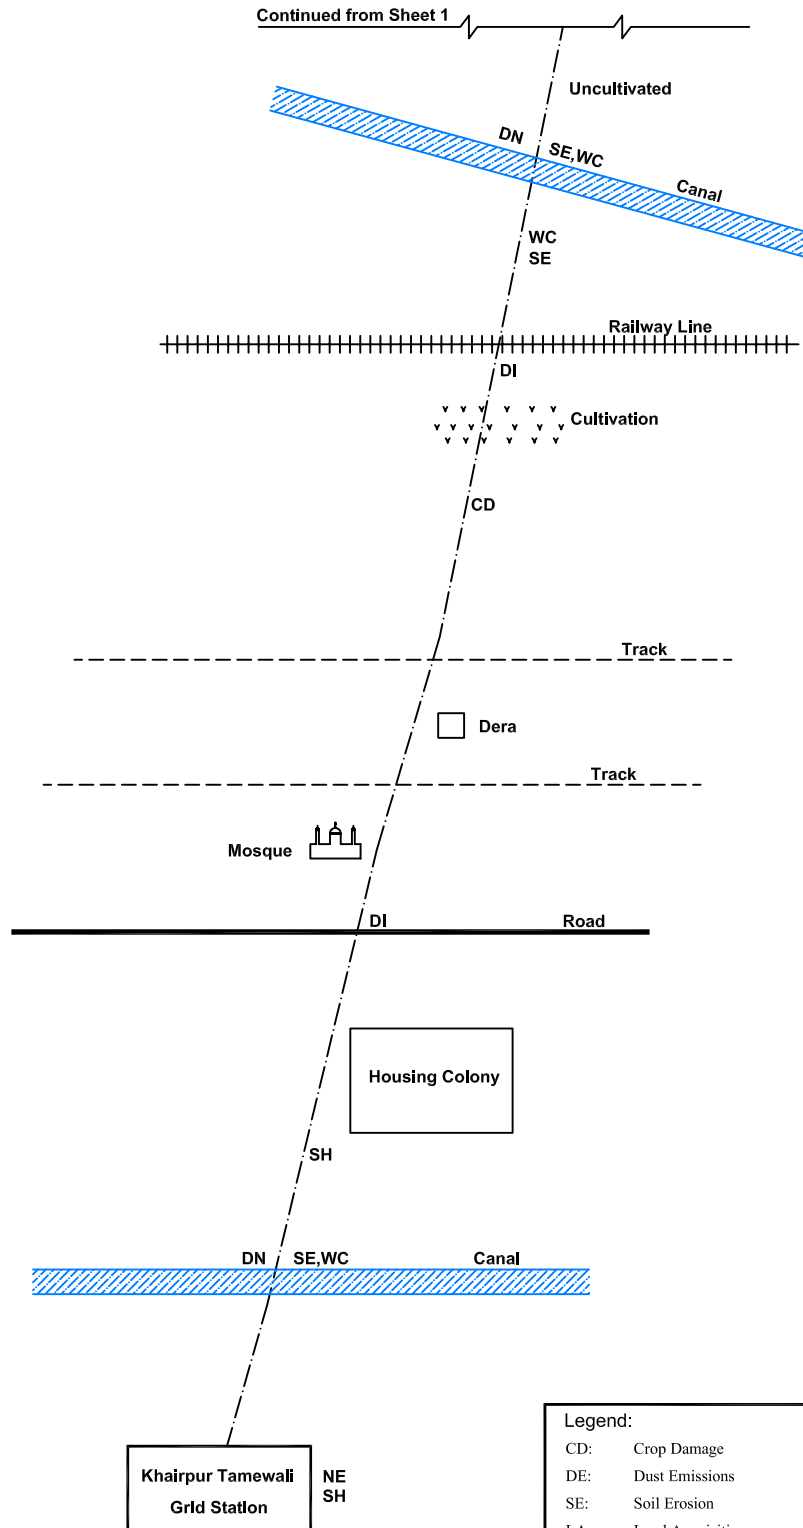 Continued from Sheet 1
Uncultivated
DN
SE,WC
Canal
WC
SE
Railway Line
DI
Cultivation
CD
Track
Dera
Track
Mosque
DI
Road
Housing Colony
SH
DN
SE,WC
Canal
Khairpur Tamewali
Grid Station
NE
SH
Legend:
CD: Crop Damage
DE: Dust Emissions
SE: Soil Erosion